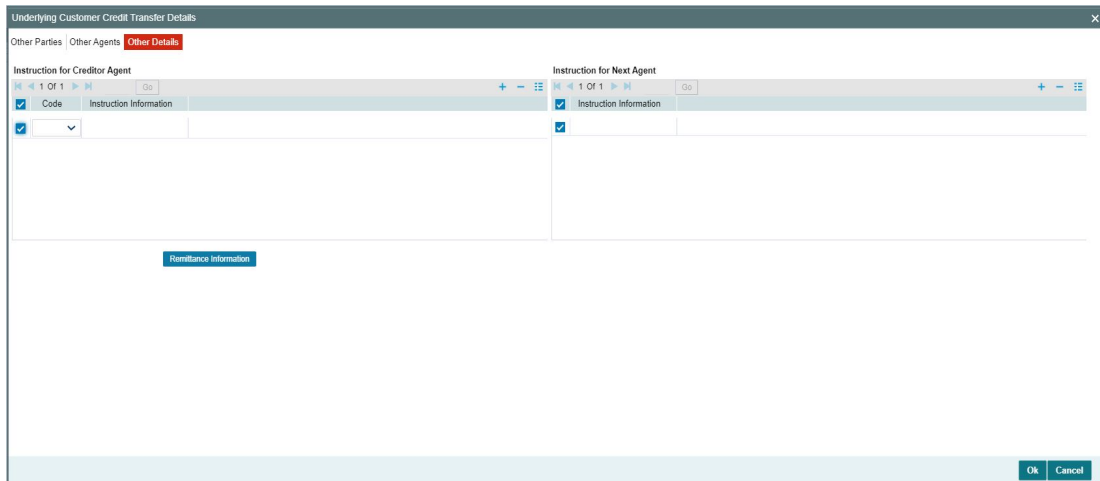 Underlying Customer Credit Transfer Details
Other Parties Other Agents Other Details
Instruction for Creditor Agent
1 Of 1 Go
Code Instruction Information
Instruction for Next Agent
1 Of 1 Go
Instruction Information
Remittance Information
Ok Cancel